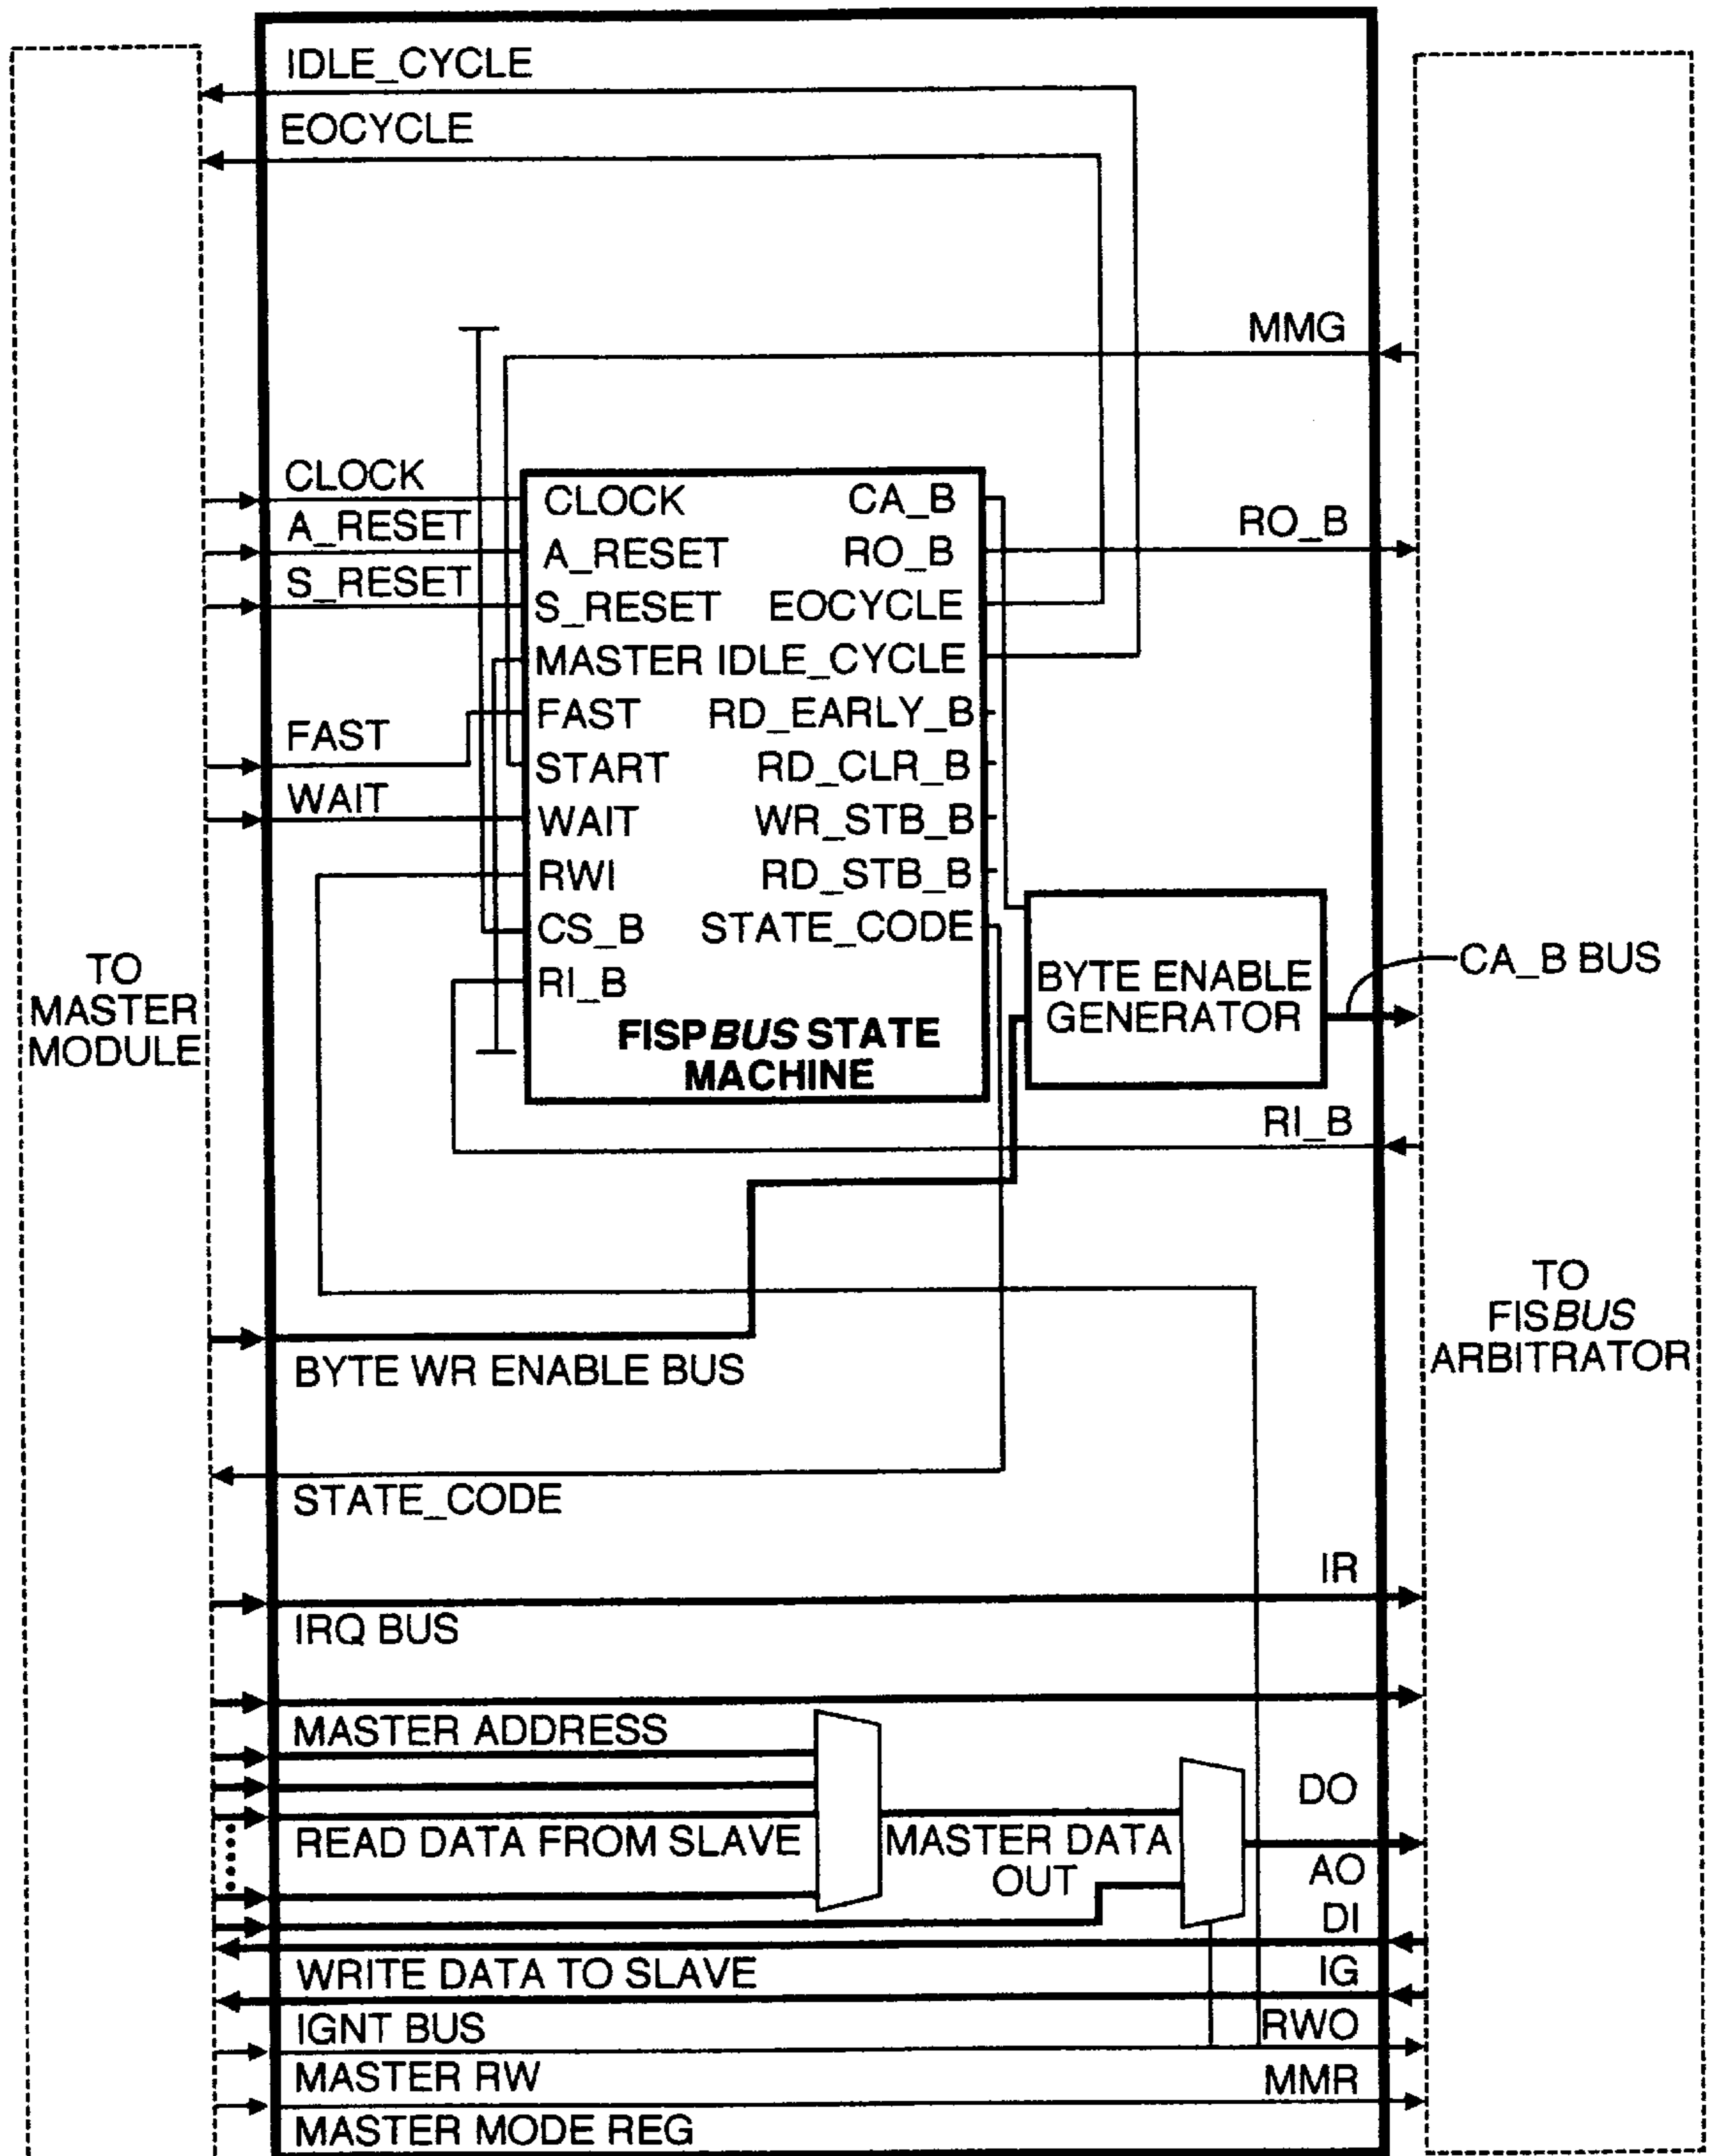 IDLE_CYCLE
EOCYCLE
MMG
CLOCK
A_RESET
S_RESET
FAST
WAIT
CLOCK CA_B
A_RESET RO_B
S_RESET EOCYCLE
MASTER IDLE_CYCLE
FAST RD_EARLY_B
START RD_CLR_B
WAIT WR_STB_B
RWI RD_STB_B
CS_B STATE_CODE
RI_B
FISPBUS STATE
MACHINE
RO_B
BYTE ENABLE
GENERATOR
CA_B BUS
RI_B
TO
MASTER
MODULE
TO
FISBUS
ARBITRATOR
BYTE WR ENABLE BUS
STATE_CODE
IR
IRQ BUS
MASTER ADDRESS
DO
READ DATA FROM SLAVE
MASTER DATA
OUT
AO
DI
WRITE DATA TO SLAVE
IG
IGNT BUS
RWO
MASTER RW
MMR
MASTER MODE REG